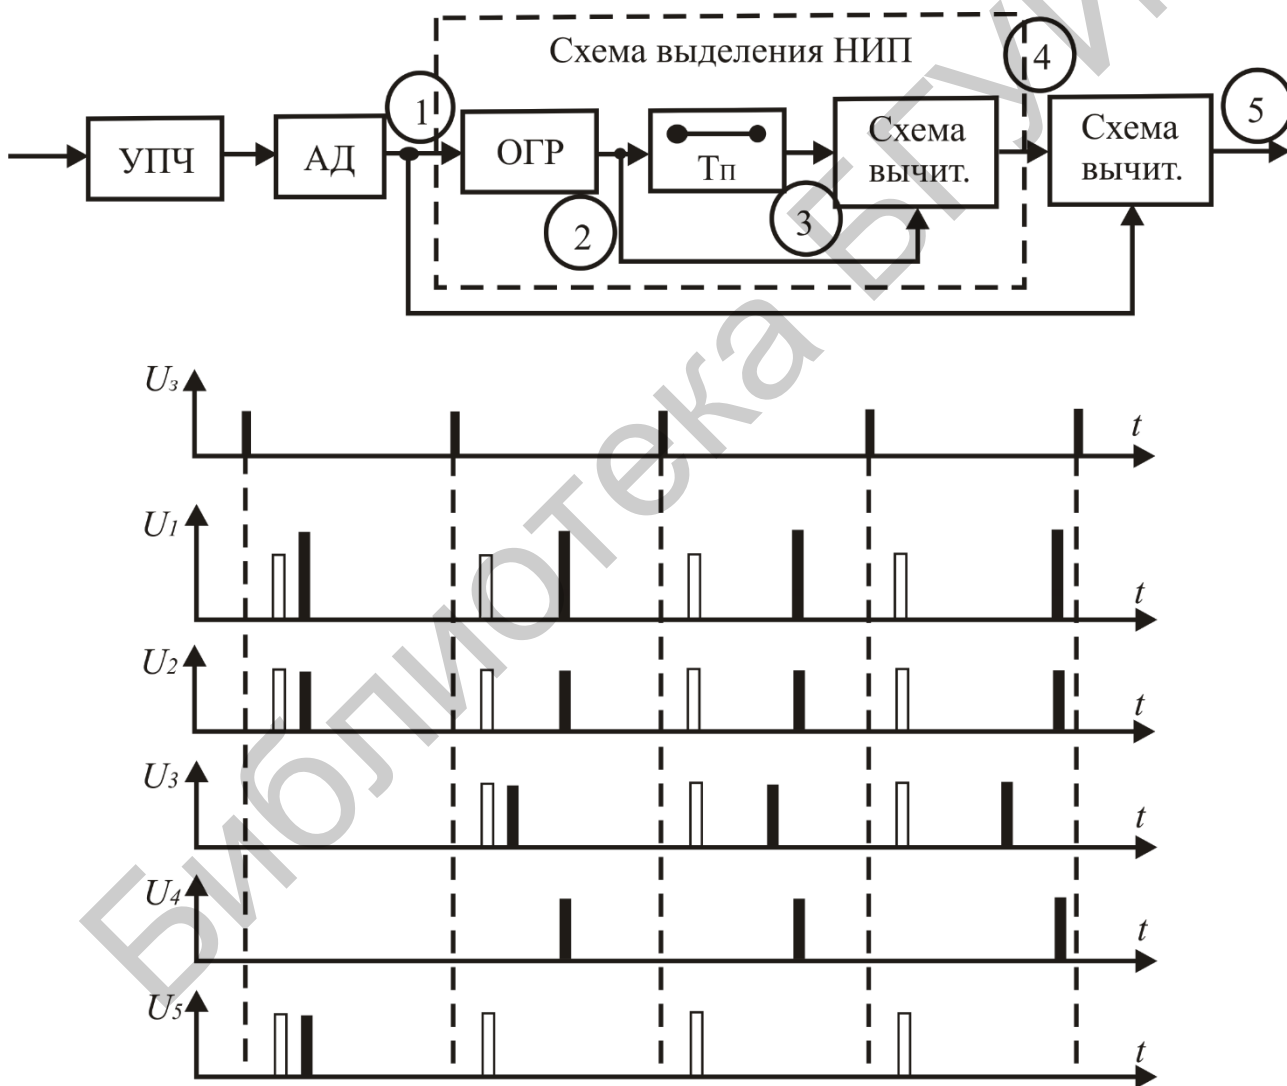 Схема выделения НИП
1
2
3
4
5
УПЧ
АД
ОГР
Тп
Схема
вычит.
Схема
вычит.
Uз
t
U1
t
U2
t
U3
t
U4
t
U5
t
Библиотека БГУИ